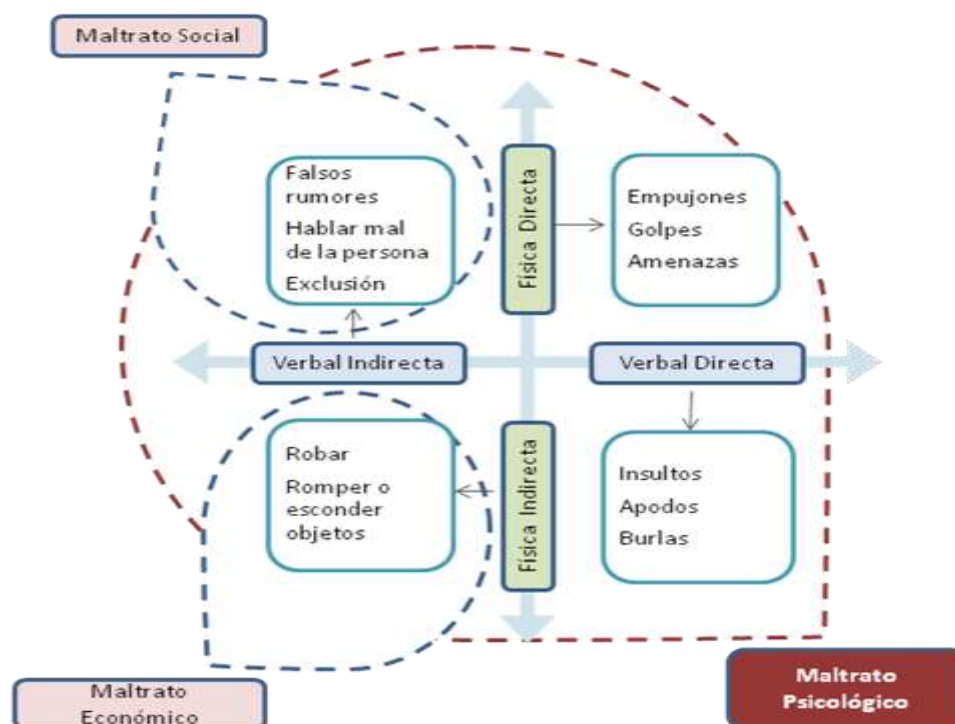 Maltrato Social
Falsos
rumores
Hablar mal
de la persona
Exclusión
Física Directa
Empujones
Golpes
Amenazas
Verbal Indirecta
Verbal Directa
Robar
Romper o
esconder
objetos
Física Indirecta
Insultos
Apodos
Burlas
Maltrato
Económico
Maltrato
Psicológico